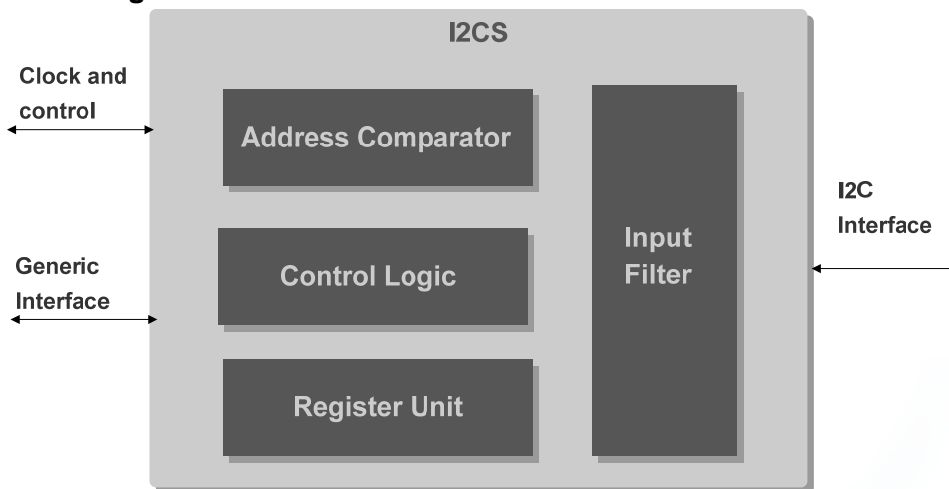 I2CS
Clock and
control
Address Comparator
I2C
Interface
Input
Filter
Generic
Interface
Control Logic
Register Unit